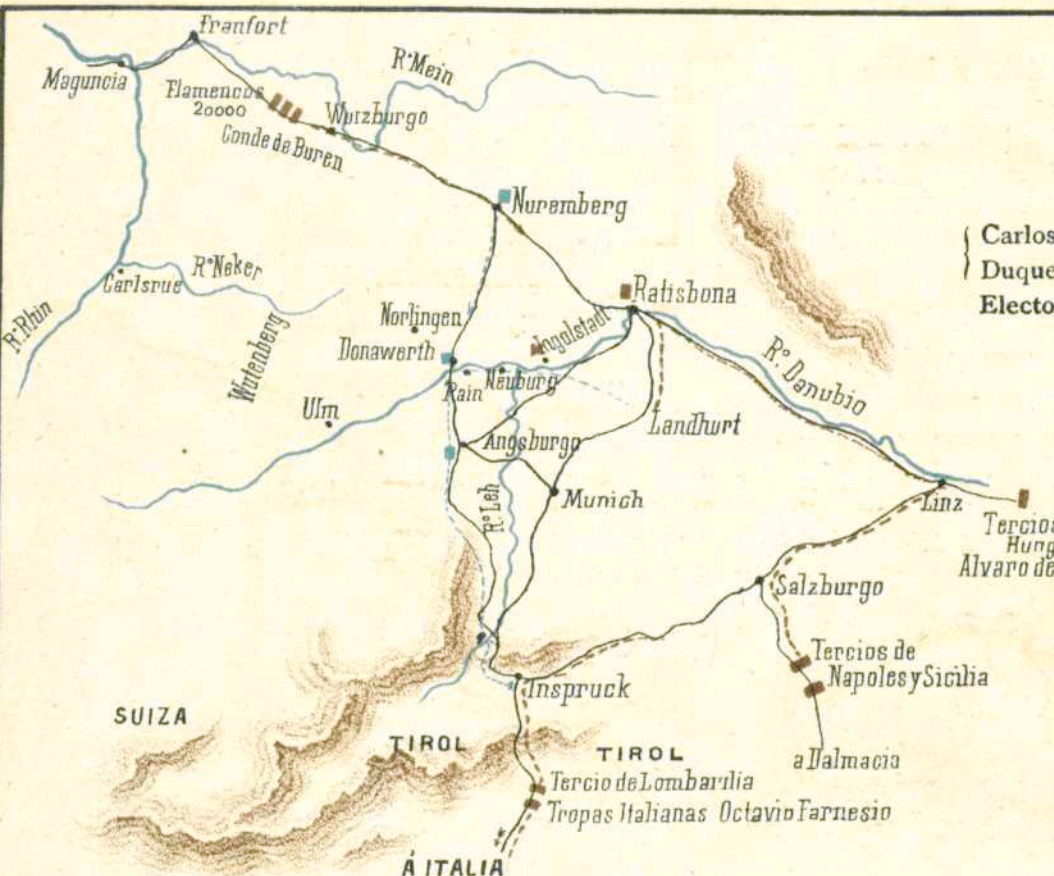 Franfort
Maguncia
R.º Mein
Flamencos
20000
Conde de Buren
Wurzburgo
Nuremberg
Carlos
Duque
Electo
R.º Rhin
Carlsrue
R.º Neker
Wutenberg
Norlingen
Donawerth
Rain
Neuburg
Ingolstadt
Ratisbona
R.º Danubio
Ulm
Angsburgo
Landhurt
R.º Leh
Munich
Linz
Tercios
Hung
Alvaro de
Salzburgo
Tercios de
Napoles y Sicilia
a Dalmacia
Inspruck
SUIZA
TIROL
TIROL
Tercio de Lombardia
Tropas Italianas Octavio Farnesio
Á ITALIA